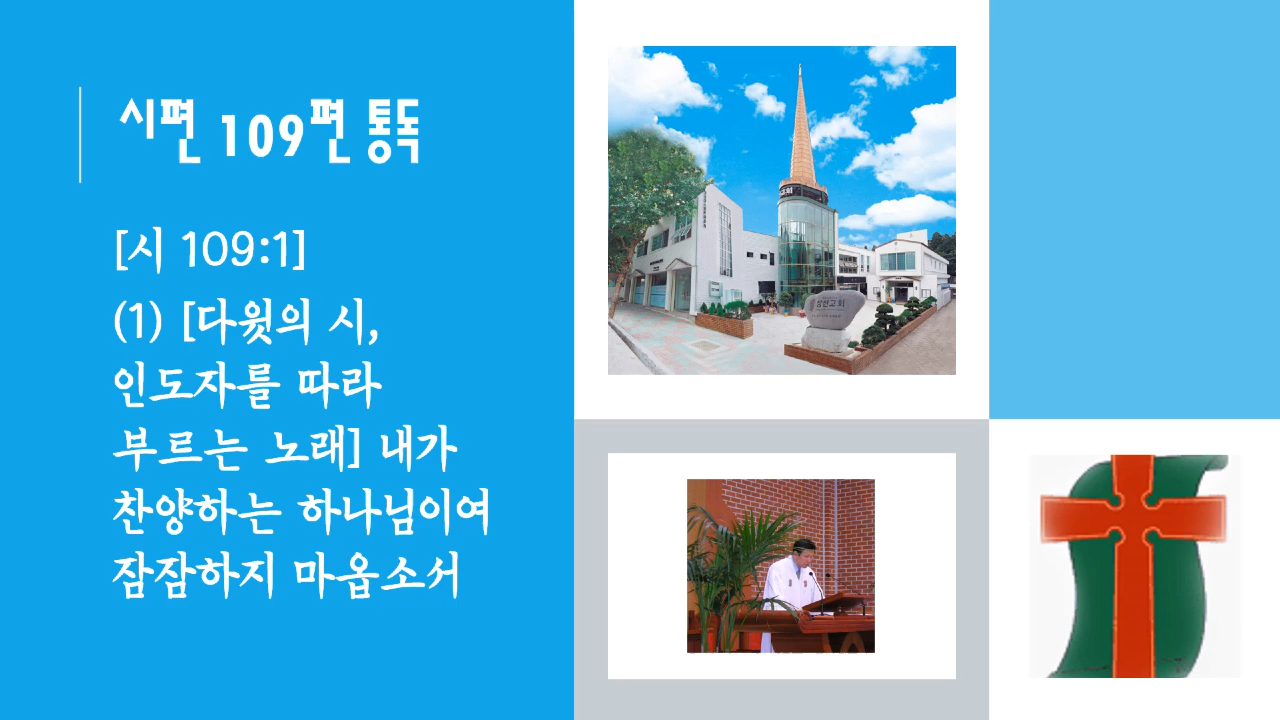 시편 109편 통독
[시 109:1]
(1) [다윗의 시,
인도자를 따라
부르는 노래] 내가
찬양하는 하나님이여
잠잠하지 마옵소서
교회